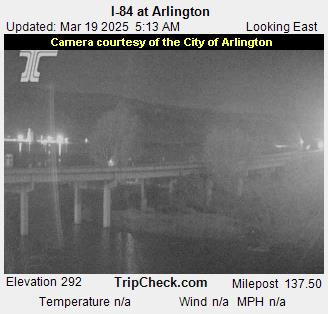 I-84 at Arlington
Updated: Mar 19 2025 5:13 AM Looking East
Camera courtesy of the City of Arlington
Elevation 292 TripCheck.com Milepost 137.50
Temperature n/a Wind n/a MPH n/a